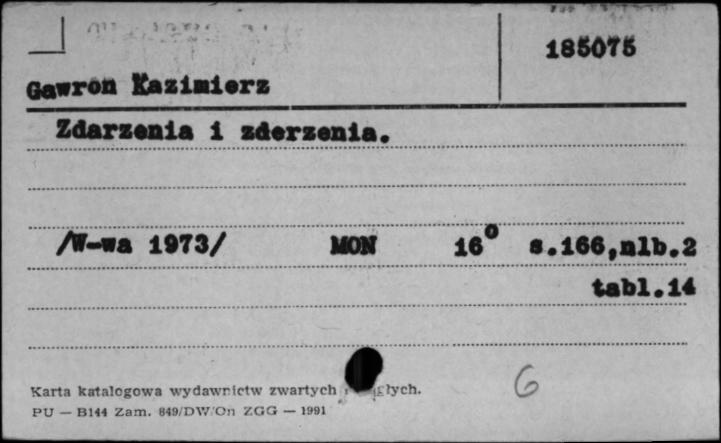 185075
Gawron Kazimierz
Zdarzenia i zderzenia.
/W-wa 1973/ MON 16° s.166,nlb.2
tabl.14
Karta katalogowa wydawnictw zwartych
PU — B144 Zam. 849/DW/On ZGG — 1991
6